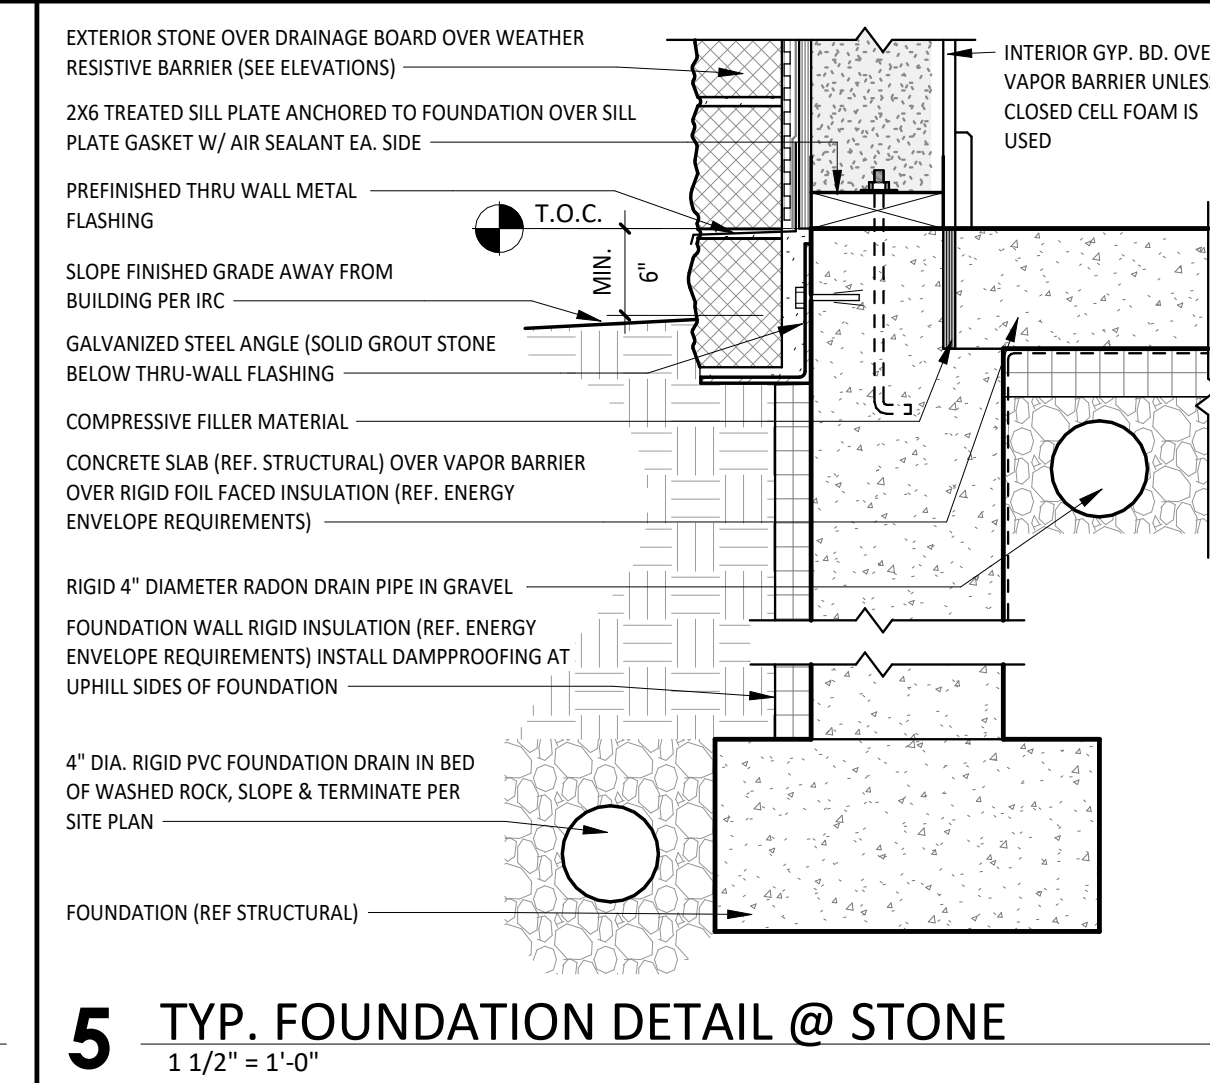 EXTERIOR STONE OVER DRAINAGE BOARD OVER WEATHER
RESISTIVE BARRIER (SEE ELEVATIONS)
2X6 TREATED SILL PLATE ANCHORED TO FOUNDATION OVER SILL
PLATE GASKET W/ AIR SEALANT EA. SIDE
PREFINISHED THRU WALL METAL
FLASHING
SLOPE FINISHED GRADE AWAY FROM
BUILDING PER IRC
GALVANIZED STEEL ANGLE (SOLID GROUT STONE
BELOW THRU-WALL FLASHING
COMPRESSIVE FILLER MATERIAL
CONCRETE SLAB (REF. STRUCTURAL) OVER VAPOR BARRIER
OVER RIGID FOIL FACED INSULATION (REF. ENERGY
ENVELOPE REQUIREMENTS)
RIGID 4" DIAMETER RADON DRAIN PIPE IN GRAVEL
FOUNDATION WALL RIGID INSULATION (REF. ENERGY
ENVELOPE REQUIREMENTS) INSTALL DAMPPROOFING AT
UPHILL SIDES OF FOUNDATION
4" DIA. RIGID PVC FOUNDATION DRAIN IN BED
OF WASHED ROCK, SLOPE & TERMINATE PER
SITE PLAN
FOUNDATION (REF STRUCTURAL)
T.O.C.
MIN.
6"
INTERIOR GYP. BD. OVE
VAPOR BARRIER UNLES
CLOSED CELL FOAM IS
USED
5 TYP. FOUNDATION DETAIL @ STONE
1 1/2" = 1'-0"